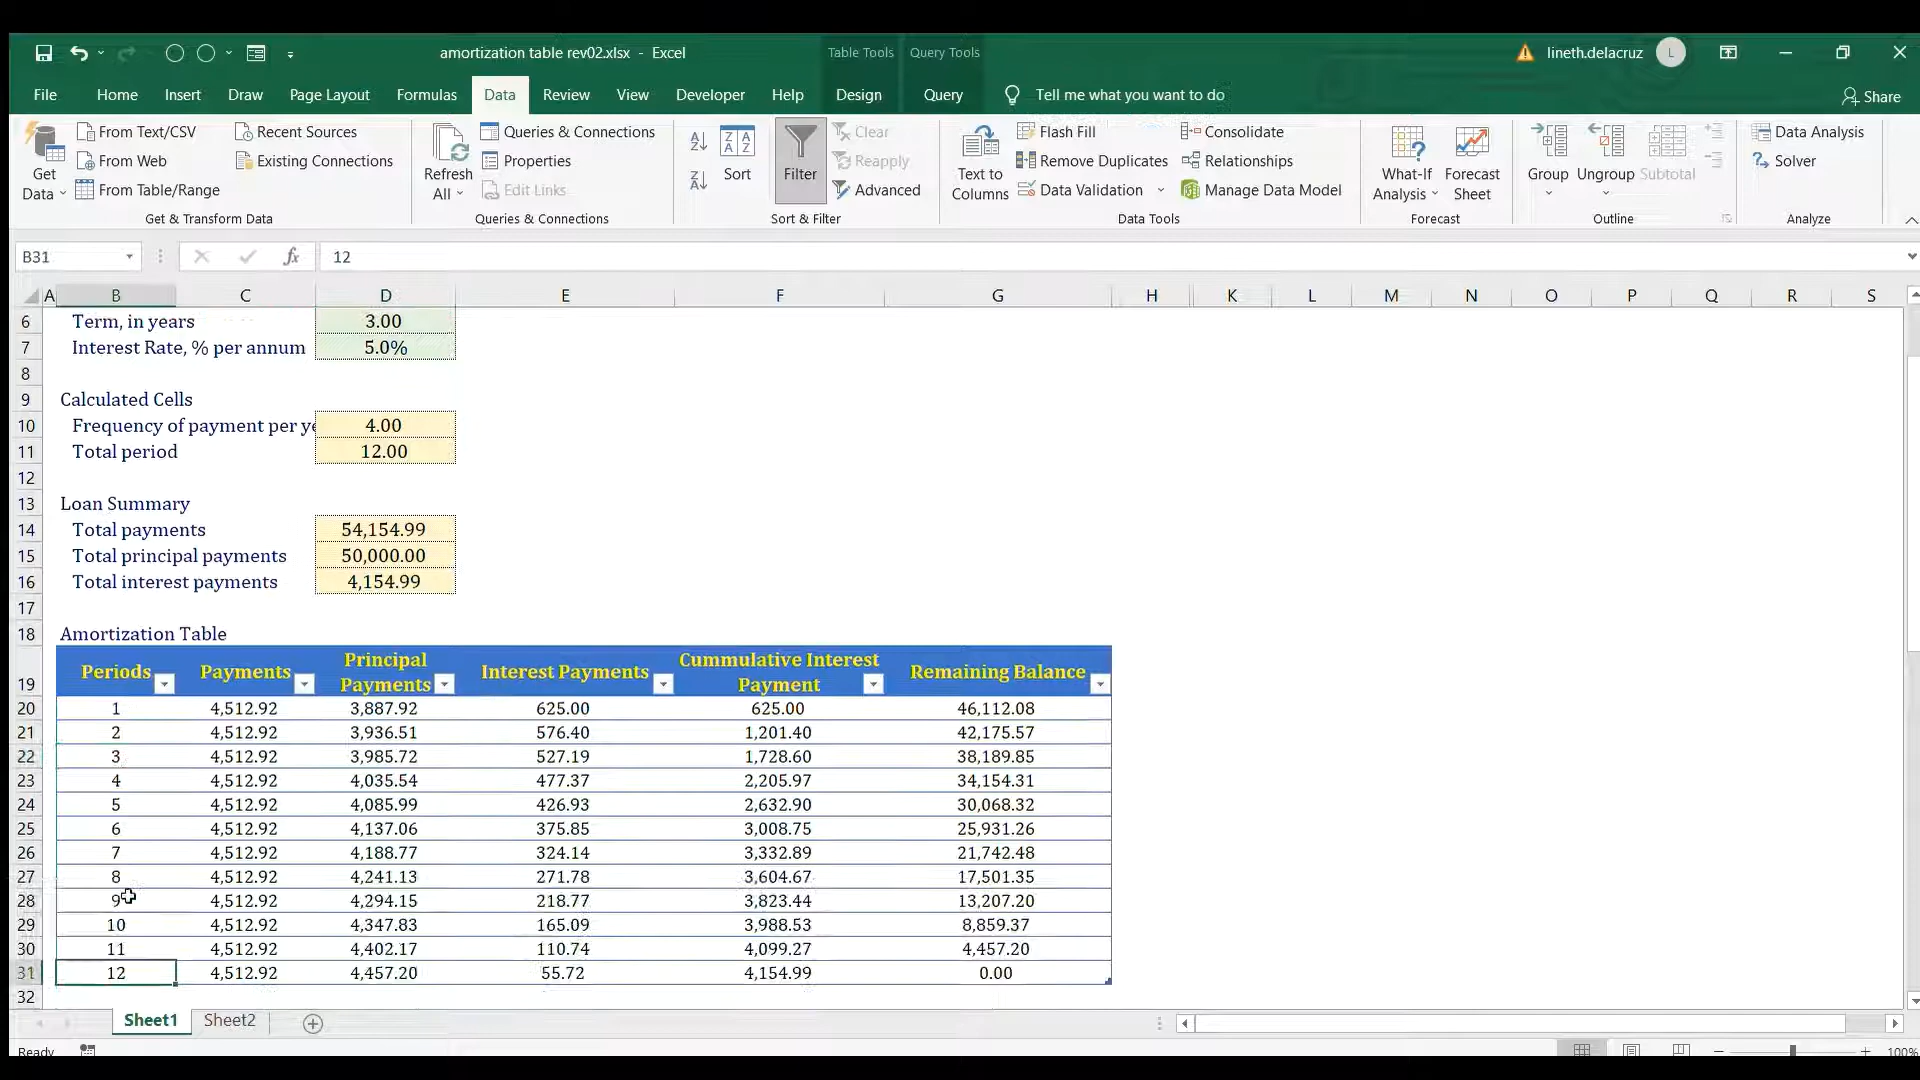 amortization table rev02.xlsx - Excel
Table Tools Query Tools
lineth.delacruz L
File Home Insert Draw Page Layout Formulas Data Review View Developer Help Design Query Tell me what you want to do Share
Get Data
From Text/CSV
From Web
From Table/Range
Recent Sources
Existing Connections
Get & Transform Data
Refresh All
Queries & Connections
Properties
Edit Links
Queries & Connections
Sort
Filter
Clear
Reapply
Advanced
Sort & Filter
Text to Columns
Flash Fill
Remove Duplicates
Data Validation
Consolidate
Relationships
Manage Data Model
Data Tools
What-If Analysis
Forecast Sheet
Forecast
Group
Ungroup
Subtotal
Outline
Data Analysis
Solver
Analyze
B31 fx 12
A B C D E F G H I K L M N O P Q R S
6 Term, in years 3.00
7 Interest Rate, % per annum 5.0%
8
9 Calculated Cells
10 Frequency of payment per ye 4.00
11 Total period 12.00
12
13 Loan Summary
14 Total payments 54,154.99
15 Total principal payments 50,000.00
16 Total interest payments 4,154.99
17
18 Amortization Table
19 Periods Payments Principal Payments Interest Payments Cummulative Interest Payment Remaining Balance
20 1 4,512.92 3,887.92 625.00 625.00 46,112.08
21 2 4,512.92 3,936.51 576.40 1,201.40 42,175.57
22 3 4,512.92 3,985.72 527.19 1,728.60 38,189.85
23 4 4,512.92 4,035.54 477.37 2,205.97 34,154.31
24 5 4,512.92 4,085.99 426.93 2,632.90 30,068.32
25 6 4,512.92 4,137.06 375.85 3,008.75 25,931.26
26 7 4,512.92 4,188.77 324.14 3,332.89 21,742.48
27 8 4,512.92 4,241.13 271.78 3,604.67 17,501.35
28 9 4,512.92 4,294.15 218.77 3,823.44 13,207.20
29 10 4,512.92 4,347.83 165.09 3,988.53 8,859.37
30 11 4,512.92 4,402.17 110.74 4,099.27 4,457.20
31 12 4,512.92 4,457.20 55.72 4,154.99 0.00
32
Sheet1 Sheet2
Ready 100%